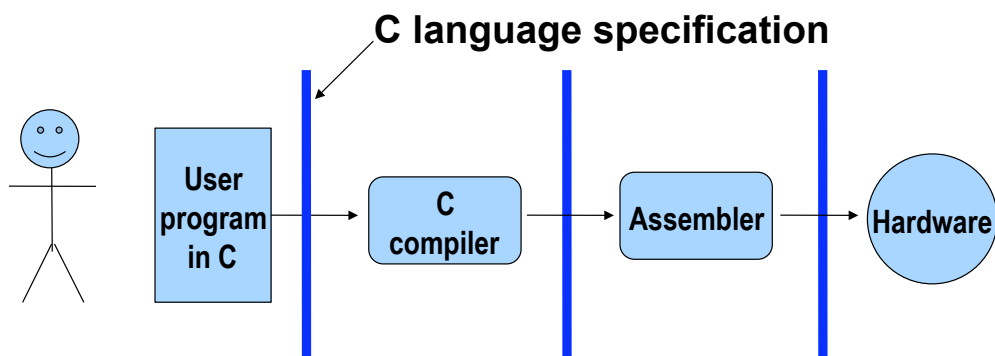 C language specification
User
program
in C
C
compiler
Assembler
Hardware